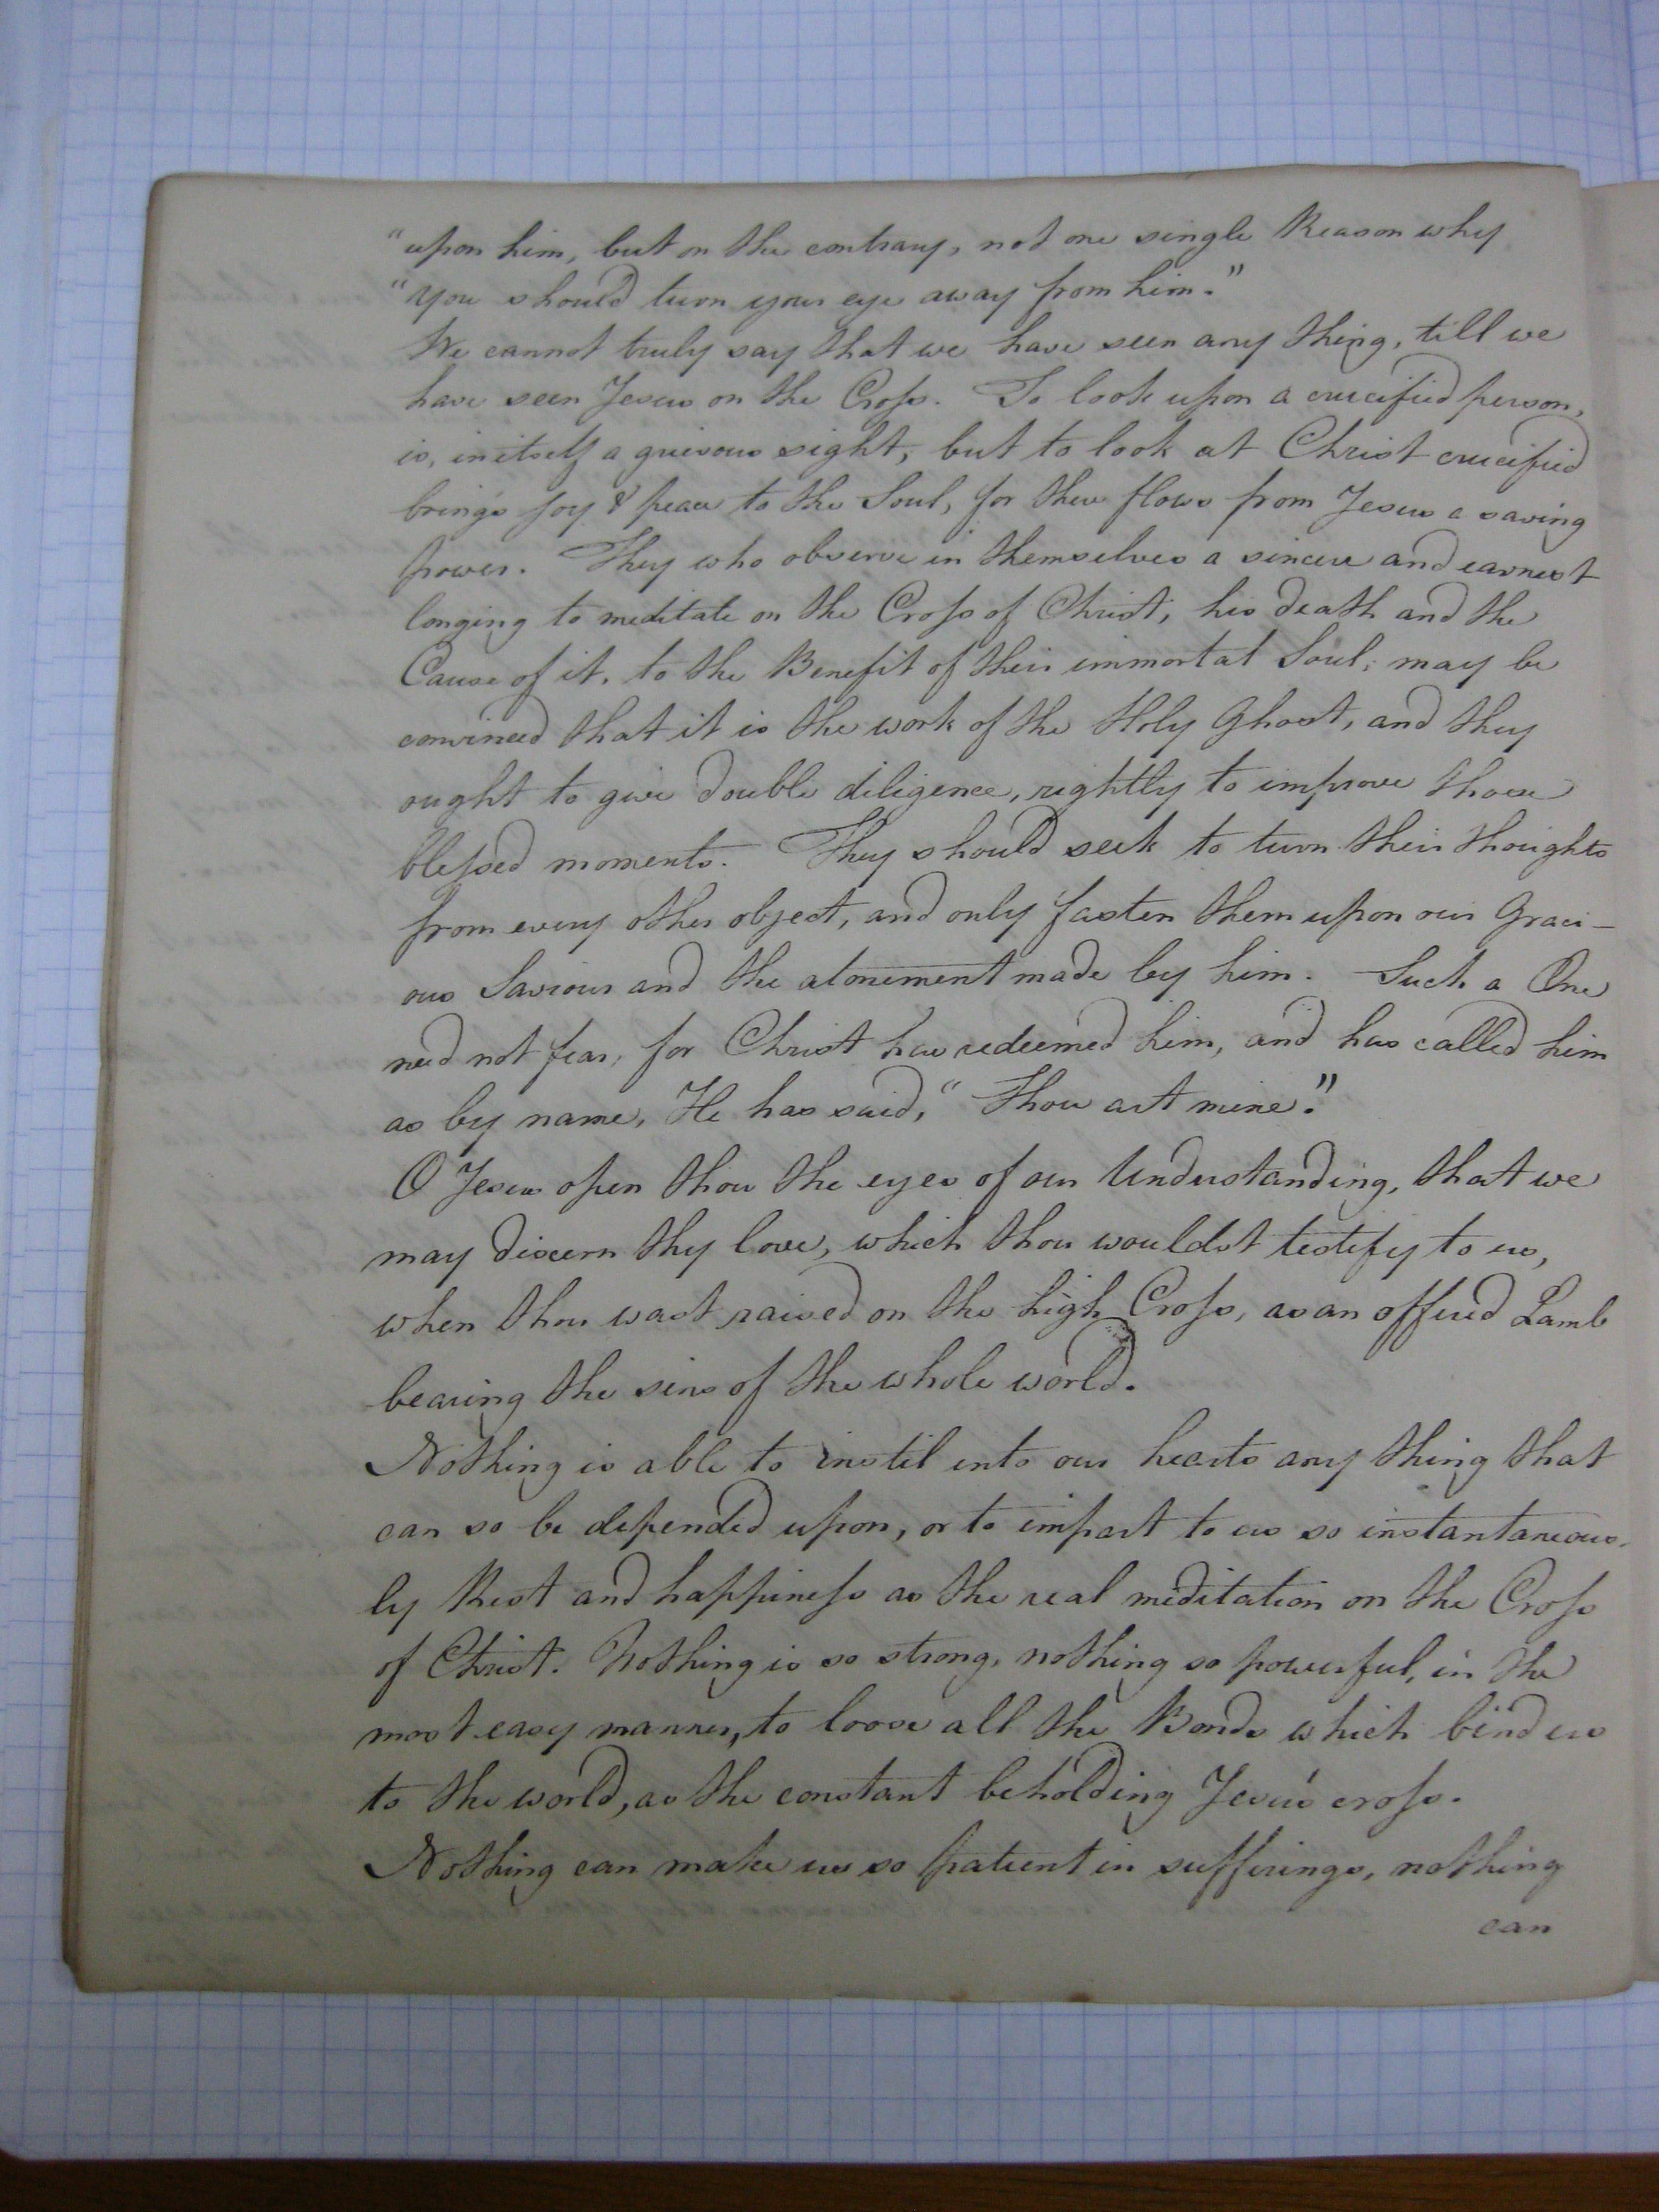 "upon him, but on the contrary, not one single Reason why
"you should turn your eye away from him."
We cannot truly say that we have seen any thing, till we
have seen Jesus on the Cross. To look upon a crucified person,
is, in itself a grievous sight, but to look at Christ crucified
brings joy & peace to the Soul, for there flows from Jesus a saving
power. They who observe in themselves a sincere and earnest
longing to meditate on the Cross of Christ, his death and the
Cause of it, to the Benefit of their immortal Soul, may be
convinced that it is the work of the Holy Ghost, and they
ought to give double diligence, rightly to improve those
blessed moments. They should seek to turn their thoughts
from every other object, and only fasten them upon our Graci-
ous Saviour and the atonement made by him. Such a One
need not fear, for Christ has redeemed him, and has called him
as by name, He has said, "Thou art mine."
O Jesus open thou the eyes of our Understanding, that we
may discern thy love, which thou wouldst testify to us,
when thou wast raised on the high Cross, as an offered Lamb
bearing the sins of the whole world.
Nothing is able to instil into our hearts any thing that
can so be depended upon, or to impart to us so instantaneous-
ly Rest and happiness as the real meditation on the Cross
of Christ. Nothing is so strong, nothing so powerful, in the
most easy manner, to loose all the Bonds which bind us
to the world, as the constant beholding Jesus' cross.
Nothing can make us so patient in sufferings, nothing
can